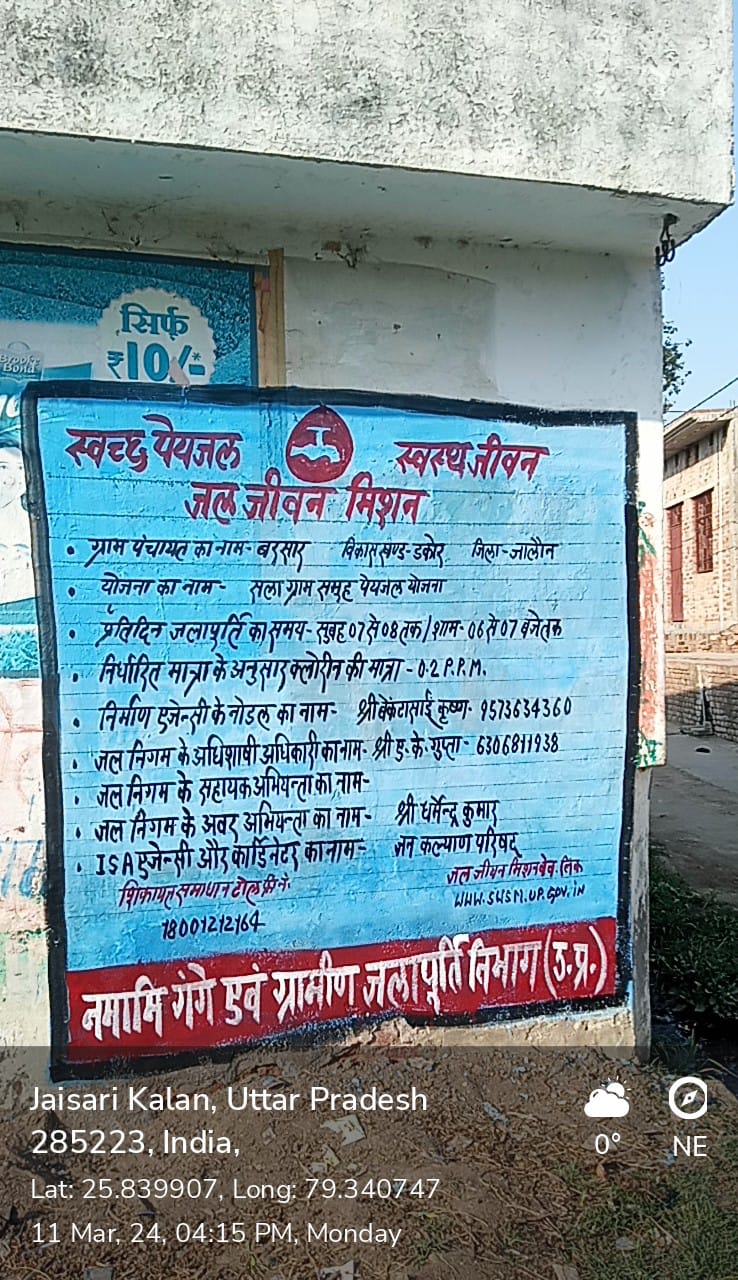 सिर्फ
₹10/-*
Brooke
Bond
स्वच्छ पेयजल स्वस्थ जीवन
जल जीवन मिशन
• ग्राम पंचायत का नाम- बरसार विकासखण्ड- डकोर जिला- जालौन
• योजना का नाम- सला ग्राम समूह पेयजल योजना
• प्रतिदिन जलापूर्ति का समय- सुबह 07 से 08 तक / शाम- 06 से 07 बजे तक
• निर्धारित मात्रा के अनुसार क्लोरीन की मात्रा - 0.2 P.P.M.
• निर्माण एजेन्सी के नोडल का नाम- श्री वेंकटासाई कृष्ण- 9573634360
• जल निगम के अधिशाषी अधिकारी का नाम- श्री ए. के. गुप्ता- 6306811938
• जल निगम के सहायक अभियन्ता का नाम-
• जल निगम के अवर अभियन्ता का नाम- श्री धर्मेन्द्र कुमार
• ISA एजेन्सी और कार्डिनेटर का नाम- जन कल्याण परिषद्
शिकायत समाधान टोल फ्री नं. जल जीवन मिशन वेब लिंक
18001212164 WWW.SWSM.UP.GOV.IN
नमामि गंगे एवं ग्रामीण जलापूर्ति विभाग (उ.प्र.)
Jaisari Kalan, Uttar Pradesh
285223, India,
Lat: 25.839907, Long: 79.340747
11 Mar, 24, 04:15 PM, Monday
0° NE